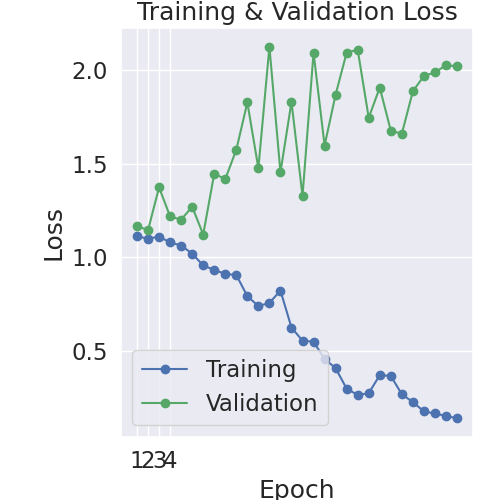 Training & Validation Loss
Loss
2.0
1.5
1.0
0.5
Training
Validation
1234
Epoch